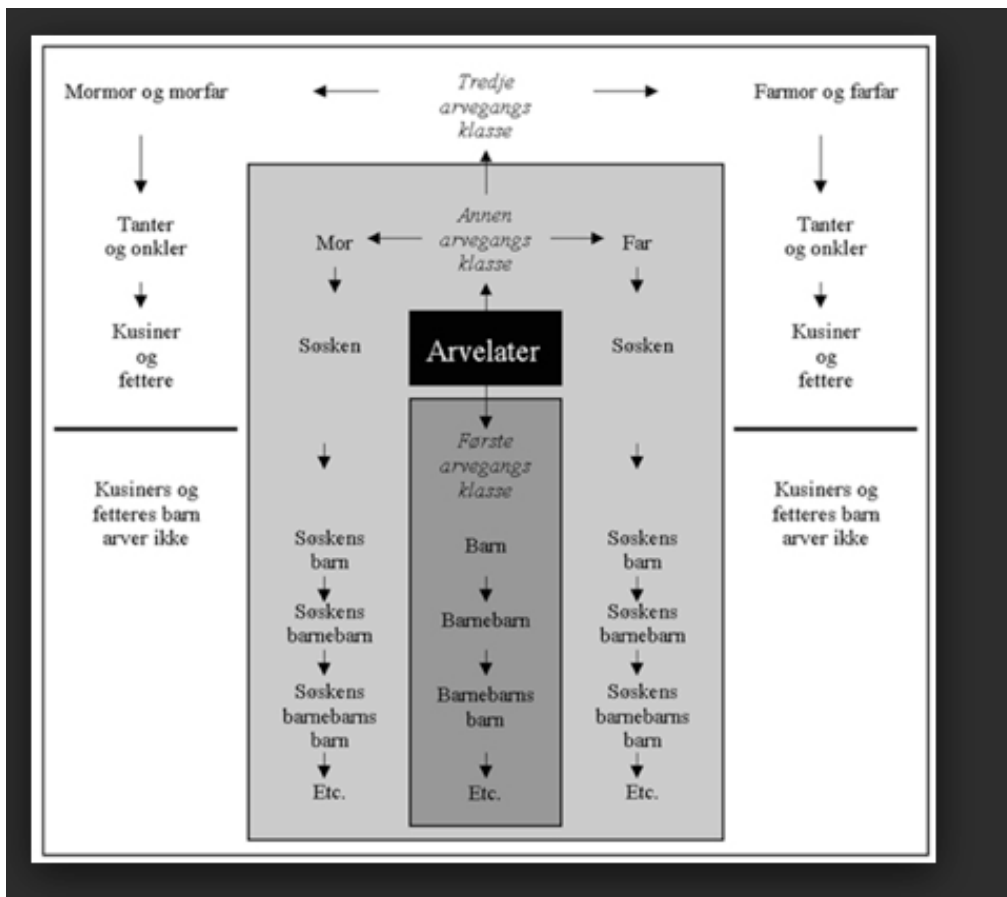 Mormor og morfar
Tredje
arvegangs
klasse
Farmor og farfar
Tanter
og onkler
Mor
Annen
arvegangs
klasse
Far
Tanter
og onkler
Kusiner
og
fettere
Søsken
Arvelater
Søsken
Kusiner
og
fettere
Kusiners og
fetteres barn
arver ikke
Første
arvegangs
klasse
Kusiners og
fetteres barn
arver ikke
Søskens
barn
Barn
Søskens
barn
Søskens
barnebarn
Barnebarn
Søskens
barnebarn
Søskens
barnebarns
barn
Barnebarns
barn
Søskens
barnebarns
barn
Etc.
Etc.
Etc.